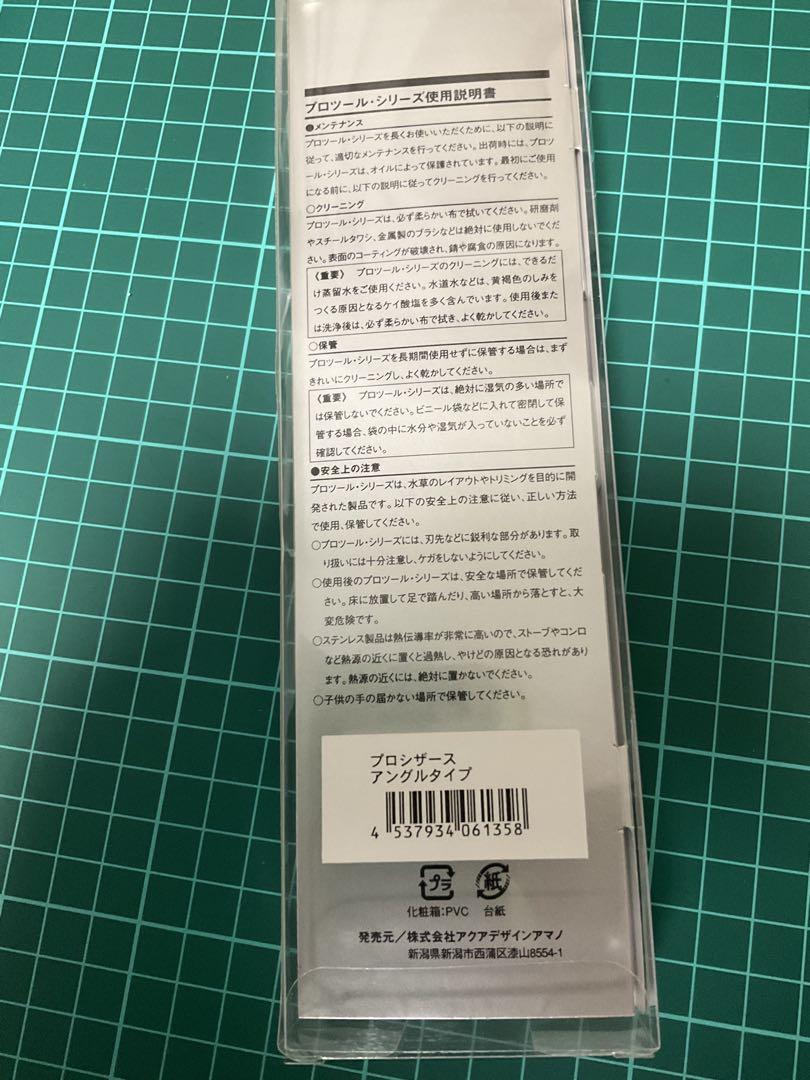 プロツール・シリーズ使用説明書
●メンテナンス
プロツール・シリーズを長くお使いいただくために、以下の説明に
従って、適切なメンテナンスを行ってください。出荷時には、プロツ
ール・シリーズは、オイルによって保護されています。最初にご使用
になる前に、以下の説明に従ってクリーニングを行ってください。
○クリーニング
プロツール・シリーズは、必ず柔らかい布で拭いてください。研磨剤
やスチールタワシ、金属製のブラシなどは絶対に使用しないでくだ
さい。表面のコーティングが破壊され、錆や腐食の原因になります。
《重要》 プロツール・シリーズのクリーニングには、できるだ
け蒸留水をご使用ください。水道水などは、黄褐色のしみを
つくる原因となるケイ酸塩を多く含んでいます。使用後また
は洗浄後は、必ず柔らかい布で拭き、よく乾かしてください。
○保管
プロツール・シリーズを長期間使用せずに保管する場合は、まず
きれいにクリーニングし、よく乾かしてください。
《重要》 プロツール・シリーズは、絶対に湿気の多い場所で
は保管しないでください。ビニール袋などに入れて密閉して保
管する場合、袋の中に水分や湿気が入っていないことを必ず
確認してください。
●安全上の注意
プロツール・シリーズは、水草のレイアウトやトリミングを目的に開
発された製品です。以下の安全上の注意に従い、正しい方法
で使用、保管してください。
○プロツール・シリーズには、刃先などに鋭利な部分があります。取
り扱いには十分注意し、ケガをしないようにしてください。
○使用後のプロツール・シリーズは、安全な場所で保管してくだ
さい。床に放置して足で踏んだり、高い場所から落とすと、大
変危険です。
○ステンレス製品は熱伝導率が非常に高いので、ストーブやコンロ
など熱源の近くに置くと過熱し、やけどの原因となる恐れがあり
ます。熱源の近くには、絶対に置かないでください。
○子供の手の届かない場所で保管してください。
プロシザース
アングルタイプ
4 537934 061358
プラ 紙
化粧箱:PVC 台紙
発売元／株式会社アクアデザインアマノ
新潟県新潟市西蒲区漆山8554-1